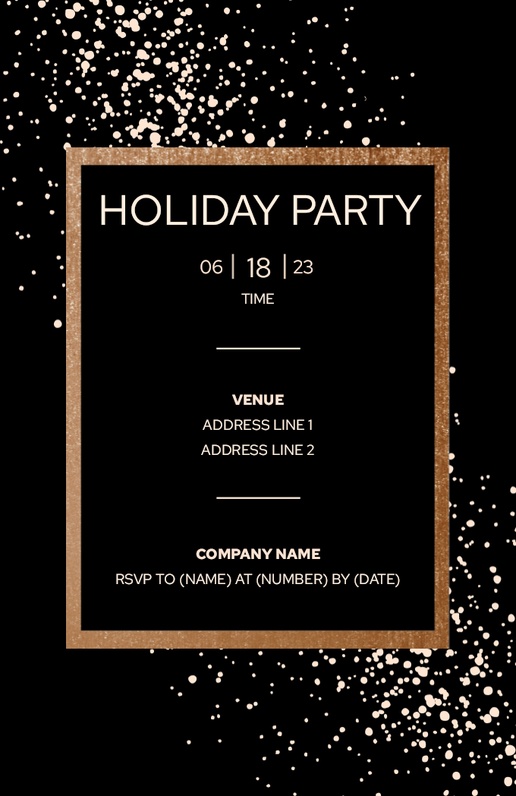 HOLIDAY PARTY
06 | 18 | 23
TIME
VENUE
ADDRESS LINE 1
ADDRESS LINE 2
COMPANY NAME
RSVP TO (NAME) AT (NUMBER) BY (DATE)